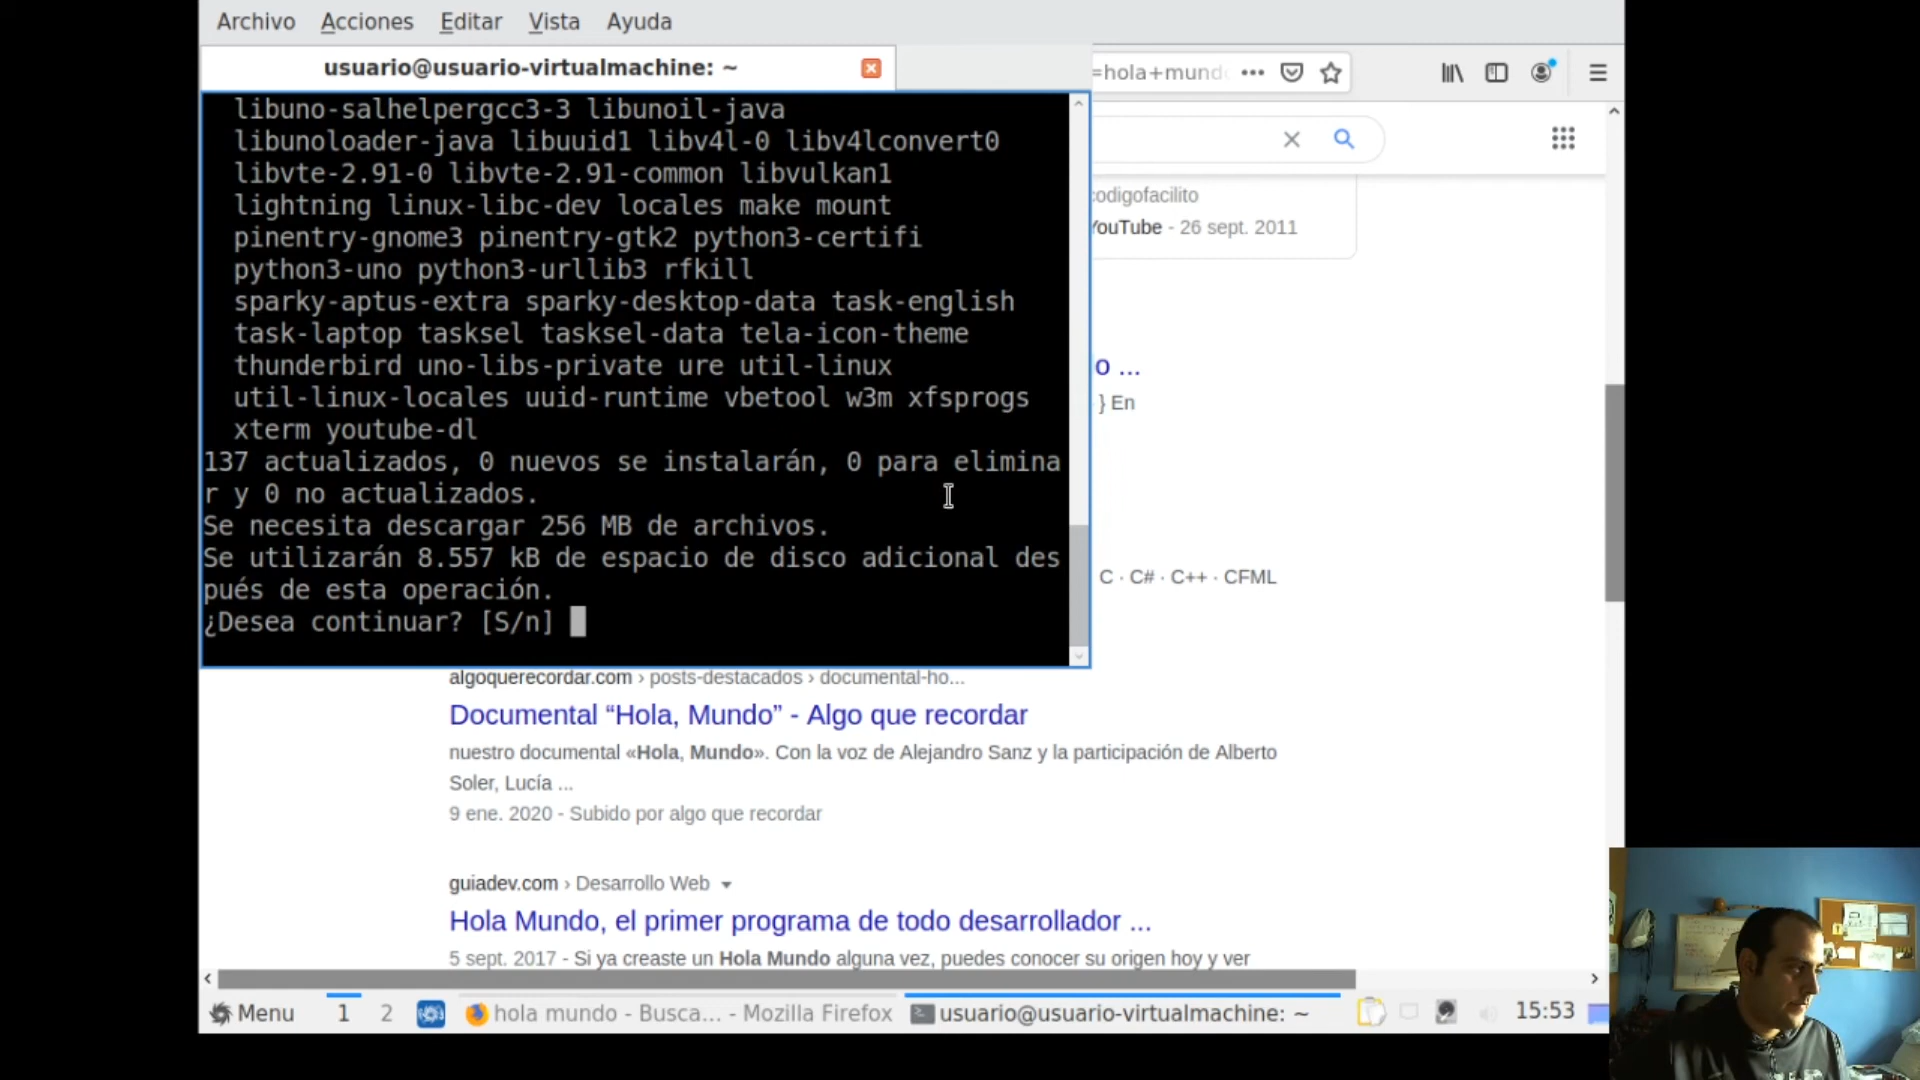 Archivo Acciones Editar Vista Ayuda
usuario@usuario-virtualmachine: ~
=hola+mund
libuno-salhelpergcc3-3 libunoil-java
libunoloader-java libuuid1 libv4l-0 libv4lconvert0
libvte-2.91-0 libvte-2.91-common libvulkan1
lightning linux-libc-dev locales make mount
pinentry-gnome3 pinentry-gtk2 python3-certifi
python3-uno python3-urllib3 rfkill
sparky-aptus-extra sparky-desktop-data task-english
task-laptop tasksel tasksel-data tela-icon-theme
thunderbird uno-libs-private ure util-linux
util-linux-locales uuid-runtime vbetool w3m xfsprogs
xterm youtube-dl
137 actualizados, 0 nuevos se instalarán, 0 para elimina
r y 0 no actualizados.
Se necesita descargar 256 MB de archivos.
Se utilizarán 8.557 kB de espacio de disco adicional des
pués de esta operación.
¿Desea continuar? [S/n]
codigofacilito
YouTube - 26 sept. 2011
o ...
} En
C · C# · C++ · CFML
algoquerecordar.com › posts-destacados › documental-ho...
Documental “Hola, Mundo” - Algo que recordar
nuestro documental «Hola, Mundo». Con la voz de Alejandro Sanz y la participación de Alberto
Soler, Lucía ...
9 ene. 2020 - Subido por algo que recordar
guiadev.com › Desarrollo Web
Hola Mundo, el primer programa de todo desarrollador ...
5 sept. 2017 - Si ya creaste un Hola Mundo alguna vez, puedes conocer su origen hoy y ver
Menu 1 2 hola mundo - Busca... - Mozilla Firefox usuario@usuario-virtualmachine: ~ 15:53